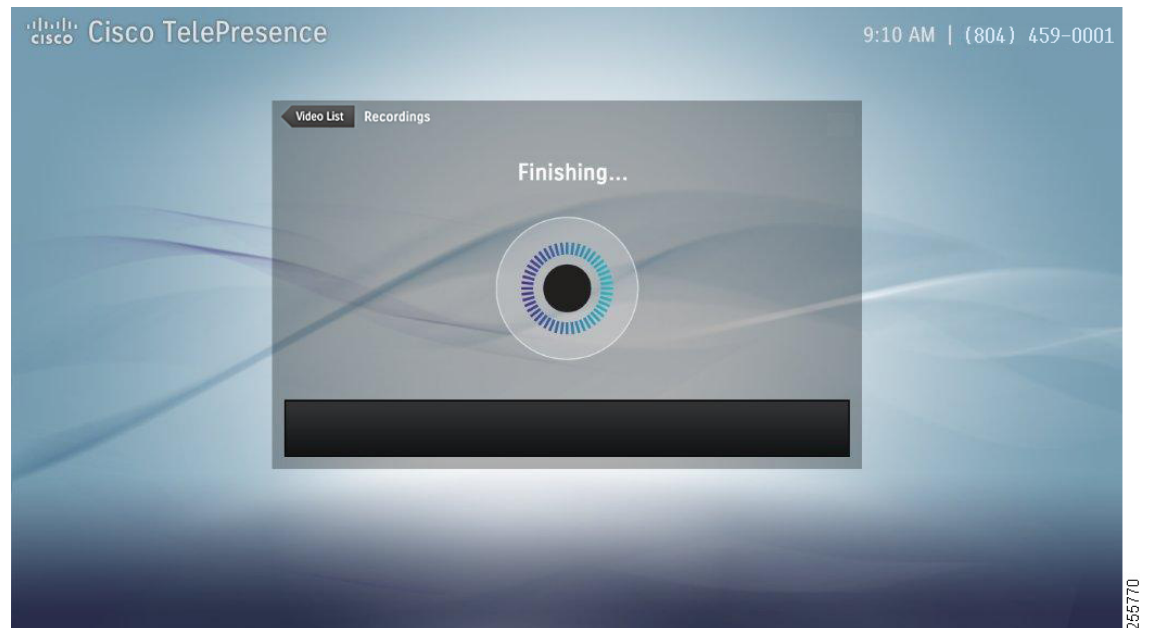 cisco Cisco TelePresence
9:10 AM | (804) 459-0001
Video List Recordings
Finishing...
255770